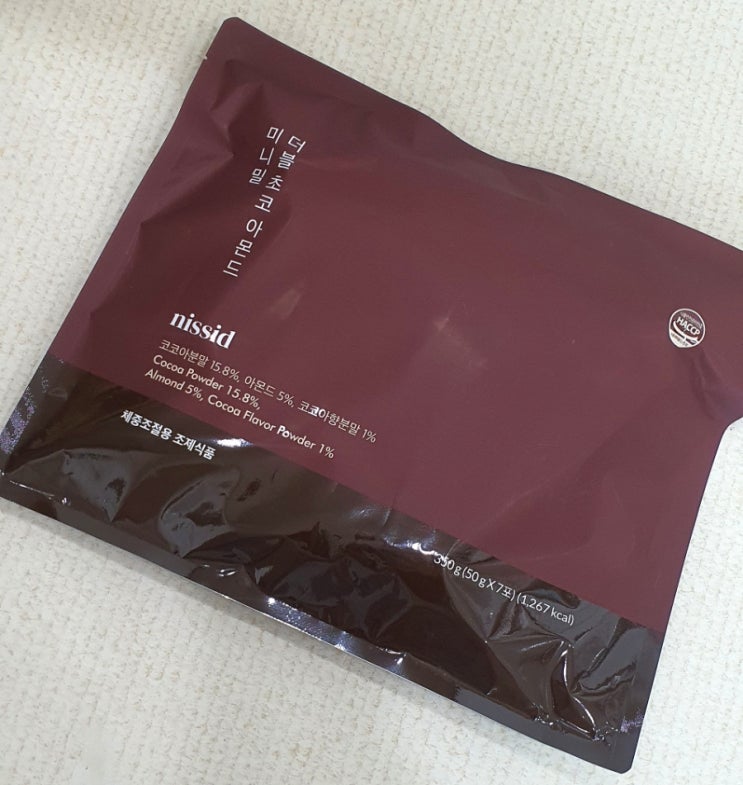 더블초코 아몬드
미니밀
nissid
코코아분말 15.8%, 아몬드 5%, 코코아향분말 1%
Cocoa Powder 15.8%,
Almond 5%, Cocoa Flavor Powder 1%
체중조절용 조제식품
350 g (50 g X 7포) (1,267 kcal)
HACCP